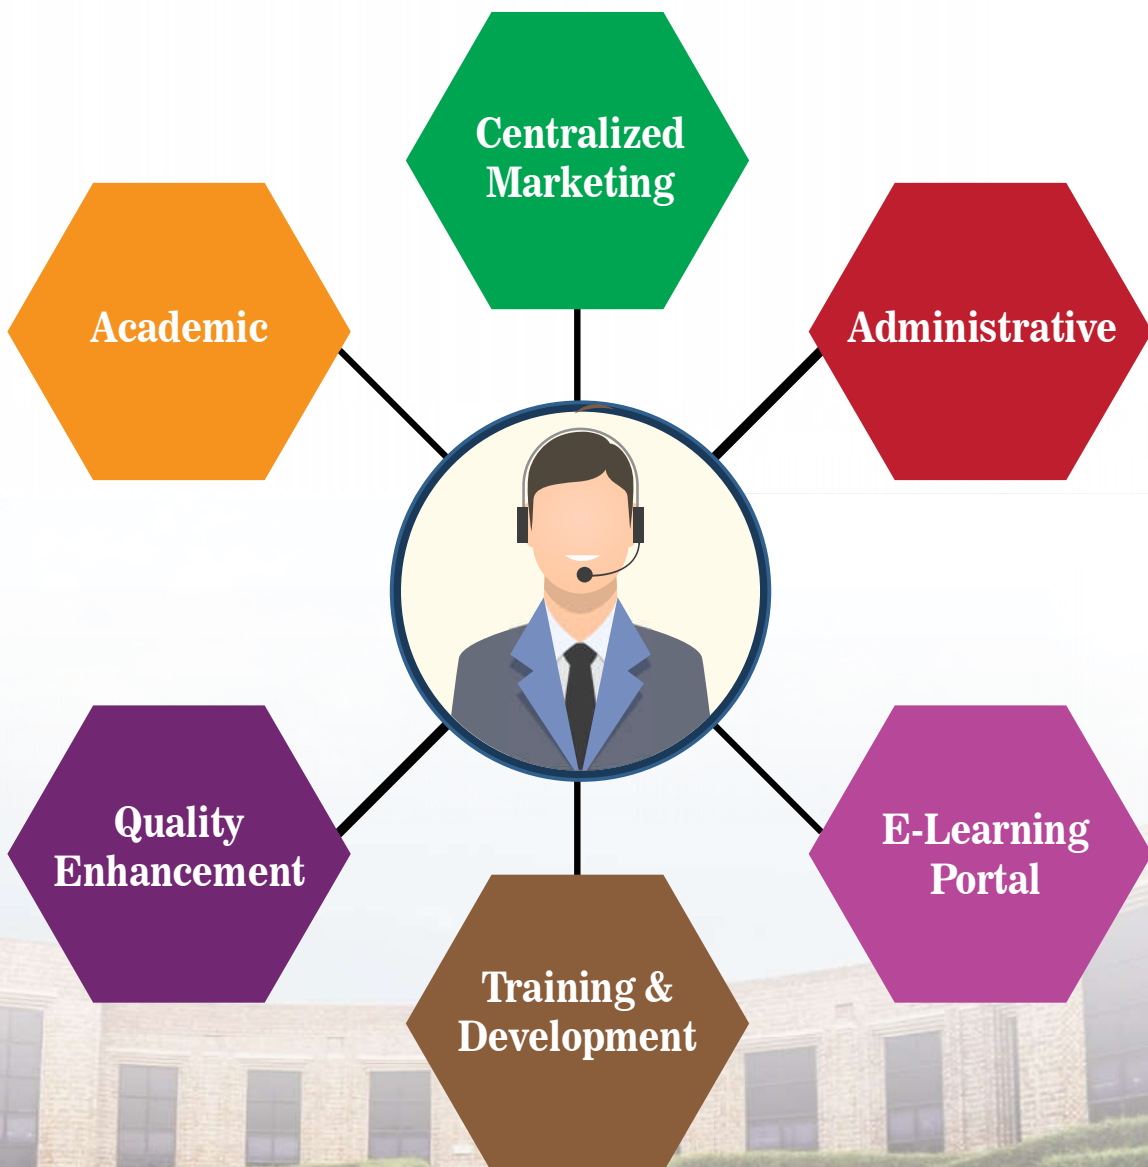 Centralized
Marketing
Academic
Administrative
Quality
Enhancement
E-Learning
Portal
Training &
Development